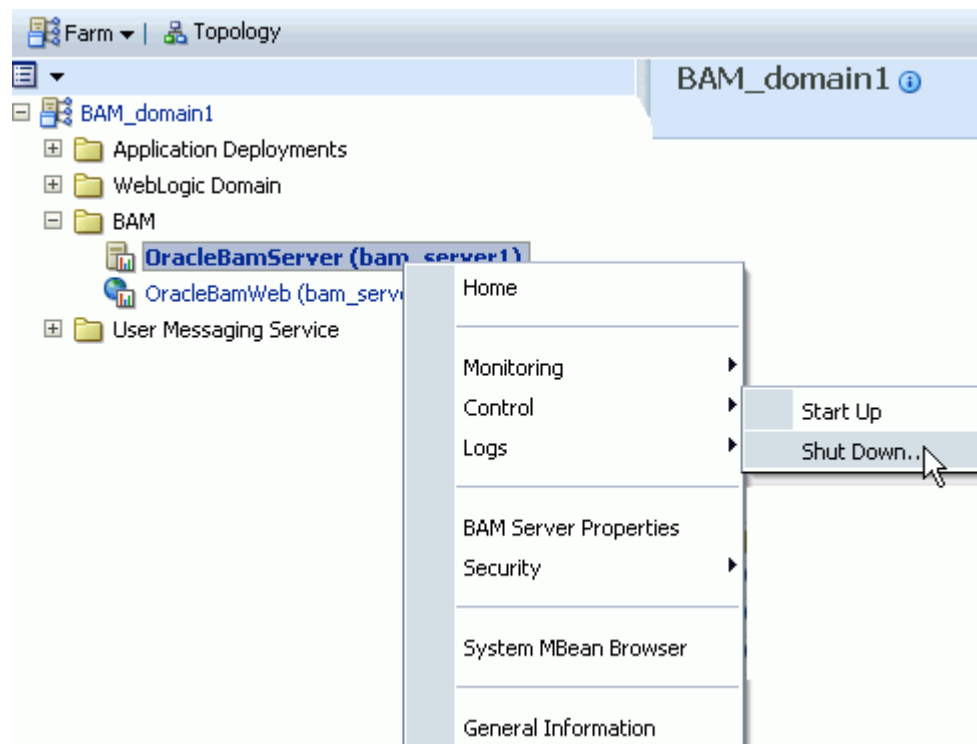 Farm | Topology
BAM_domain1
BAM_domain1
Application Deployments
WebLogic Domain
BAM
OracleBamServer (bam_server1)
OracleBamWeb (bam_serv
User Messaging Service
Home
Monitoring
Control
Logs
BAM Server Properties
Security
System MBean Browser
General Information
Start Up
Shut Down...